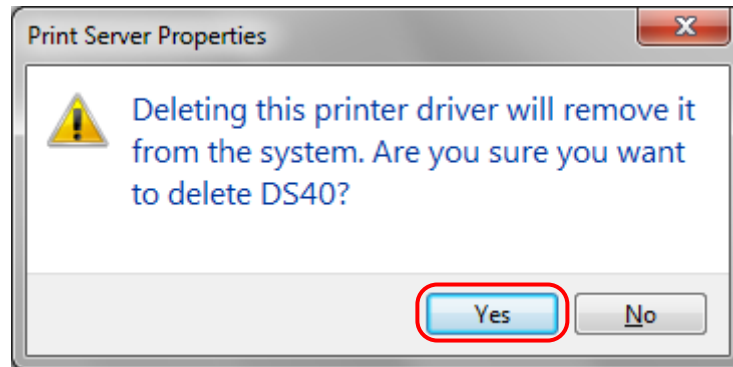 Print Server Properties
Deleting this printer driver will remove it
from the system. Are you sure you want
to delete DS40?
Yes
No